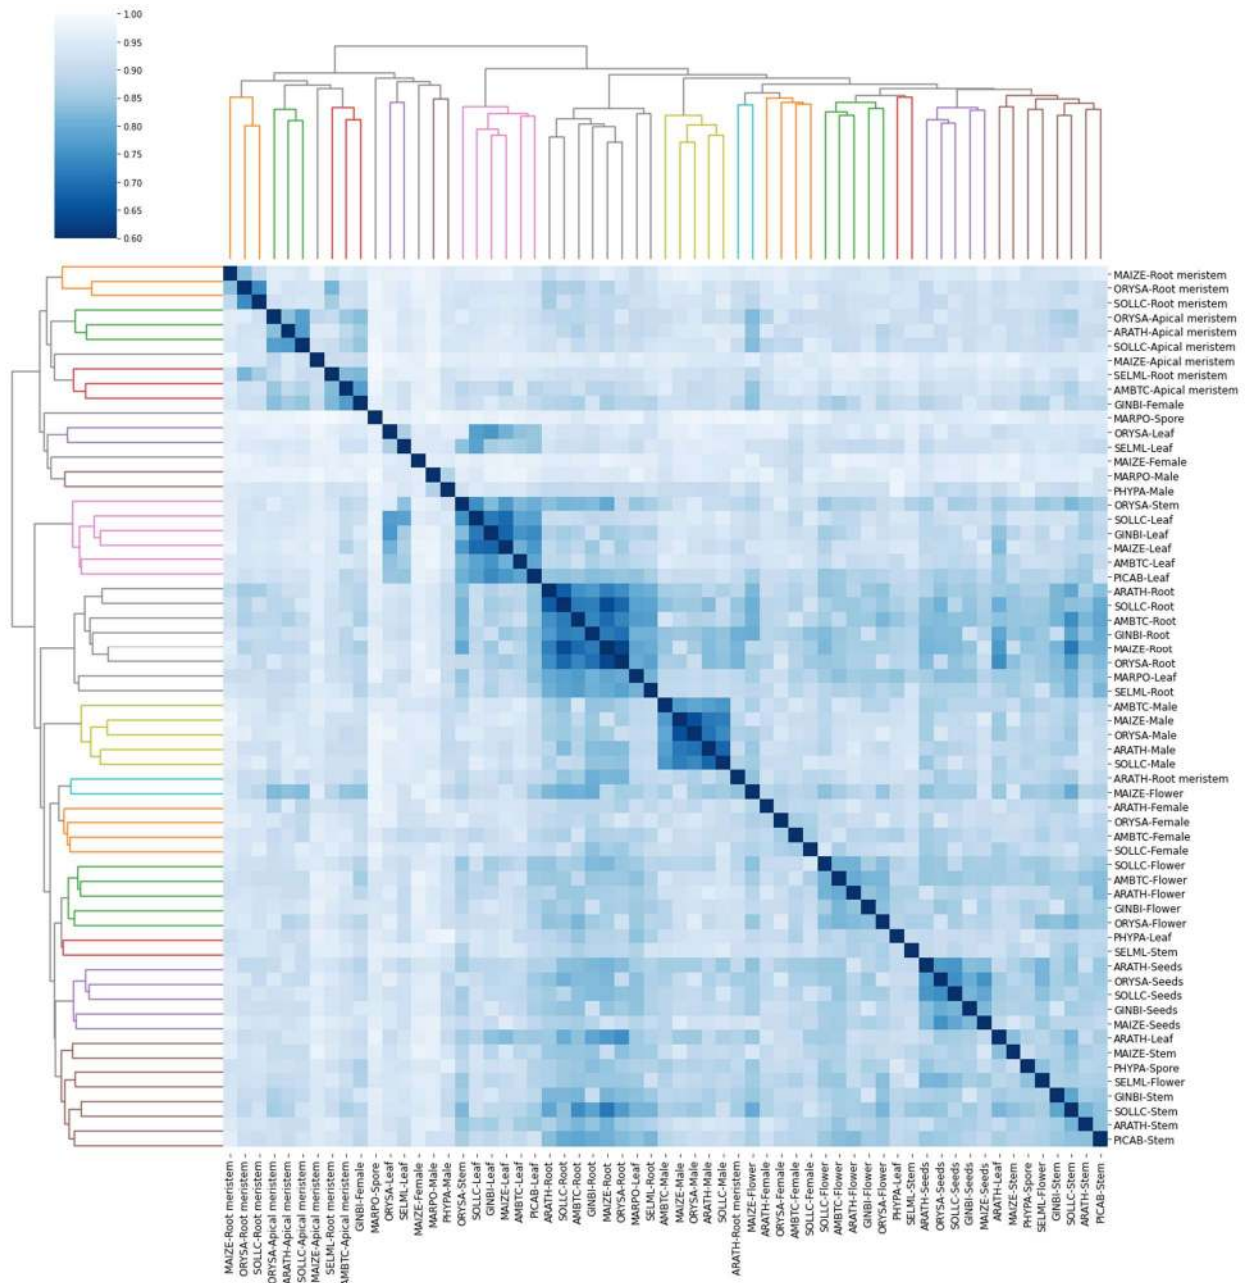 1.00
0.95
0.90
0.85
0.80
0.75
0.70
0.65
0.60
MAIZE-Root meristem
ORYSA-Root meristem
SOLLC-Root meristem
ORYSA-Apical meristem
ARATH-Apical meristem
SOLLC-Apical meristem
MAIZE-Apical meristem
SELML-Root meristem
AMBTC-Apical meristem
GINBI-Female
MARPO-Spore
ORYSA-Leaf
SELML-Leaf
MAIZE-Female
MARPO-Male
PHYPA-Male
ORYSA-Stem
SOLLC-Leaf
GINBI-Leaf
MAIZE-Leaf
AMBTC-Leaf
PICAB-Leaf
ARATH-Root
SOLLC-Root
AMBTC-Root
GINBI-Root
MAIZE-Root
ORYSA-Root
MARPO-Leaf
SELML-Root
AMBTC-Male
MAIZE-Male
ORYSA-Male
ARATH-Male
SOLLC-Male
ARATH-Root meristem
MAIZE-Flower
ARATH-Female
ORYSA-Female
AMBTC-Female
SOLLC-Female
SOLLC-Flower
AMBTC-Flower
ARATH-Flower
GINBI-Flower
ORYSA-Flower
PHYPA-Leaf
SELML-Stem
ARATH-Seeds
ORYSA-Seeds
SOLLC-Seeds
GINBI-Seeds
MAIZE-Seeds
ARATH-Leaf
MAIZE-Stem
PHYPA-Spore
SELML-Flower
GINBI-Stem
SOLLC-Stem
ARATH-Stem
PICAB-Stem
MAIZE-Root meristem
ORYSA-Root meristem
SOLLC-Root meristem
ORYSA-Apical meristem
ARATH-Apical meristem
SOLLC-Apical meristem
MAIZE-Apical meristem
SELML-Root meristem
AMBTC-Apical meristem
GINBI-Female
MARPO-Spore
ORYSA-Leaf
SELML-Leaf
MAIZE-Female
MARPO-Male
PHYPA-Male
ORYSA-Stem
SOLLC-Leaf
GINBI-Leaf
MAIZE-Leaf
AMBTC-Leaf
PICAB-Leaf
ARATH-Root
SOLLC-Root
AMBTC-Root
GINBI-Root
MAIZE-Root
ORYSA-Root
MARPO-Leaf
SELML-Root
AMBTC-Male
MAIZE-Male
ORYSA-Male
ARATH-Male
SOLLC-Male
ARATH-Root meristem
MAIZE-Flower
ARATH-Female
ORYSA-Female
AMBTC-Female
SOLLC-Female
SOLLC-Flower
AMBTC-Flower
ARATH-Flower
GINBI-Flower
ORYSA-Flower
PHYPA-Leaf
SELML-Stem
ARATH-Seeds
ORYSA-Seeds
SOLLC-Seeds
GINBI-Seeds
MAIZE-Seeds
ARATH-Leaf
MAIZE-Stem
PHYPA-Spore
SELML-Flower
GINBI-Stem
SOLLC-Stem
ARATH-Stem
PICAB-Stem